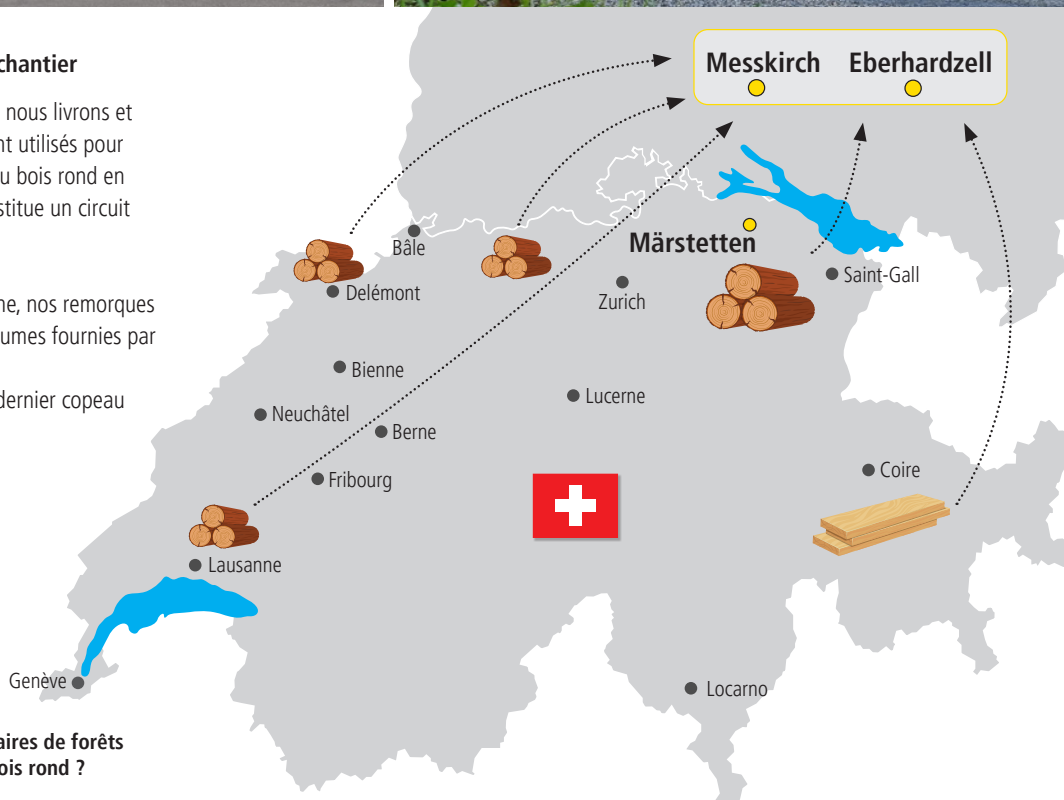 chantier
nous livrons et
nt utilisés pour
u bois rond en
stitue un circuit
ne, nos remorques
umes fournies par
dernier copeau
aires de forêts
ois rond ?
Messkirch Eberhardzell
Bâle
Märstetten
Delémont
Zurich
Saint-Gall
Bienne
Lucerne
Neuchâtel
Berne
Coire
Fribourg
Lausanne
Genève
Locarno